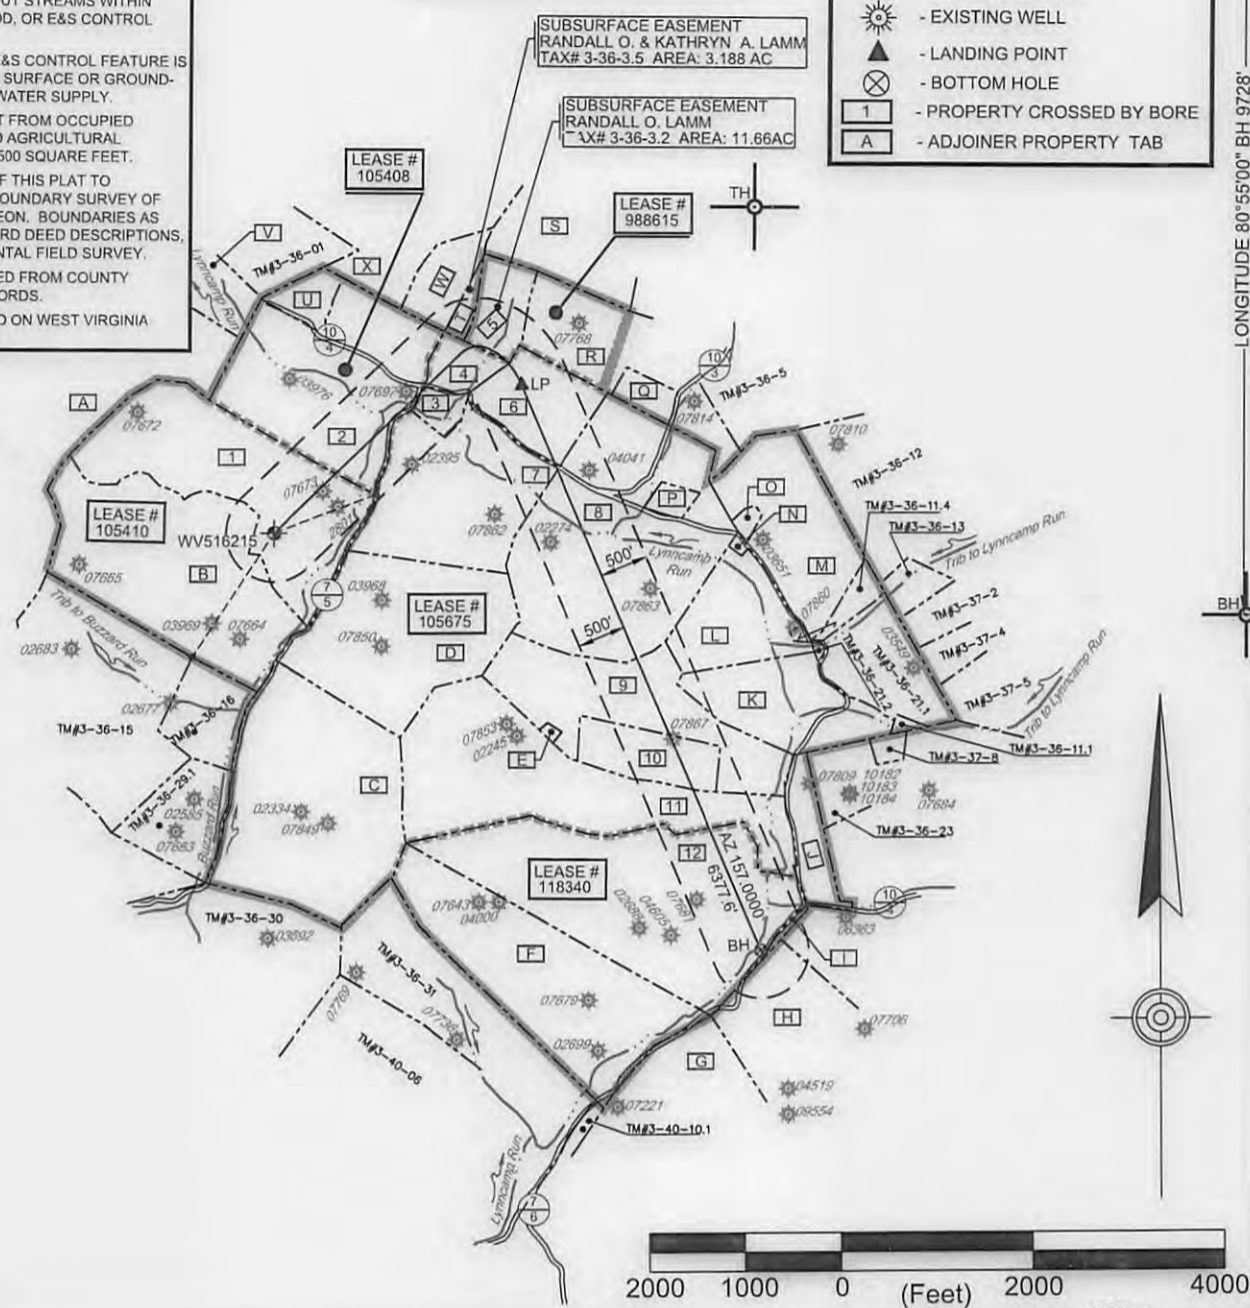 OUT STREAMS WITHIN
OD, OR E&S CONTROL
E&S CONTROL FEATURE IS
SURFACE OR GROUND-
WATER SUPPLY.
T FROM OCCUPIED
D AGRICULTURAL
500 SQUARE FEET.
F THIS PLAT TO
OUNDARY SURVEY OF
EON. BOUNDARIES AS
RD DEED DESCRIPTIONS,
NTAL FIELD SURVEY.
ED FROM COUNTY
ORDS.
D ON WEST VIRGINIA
SUBSURFACE EASEMENT
RANDALL O. & KATHRYN A. LAMM
TAX# 3-36-3.5 AREA: 3.188 AC
SUBSURFACE EASEMENT
RANDALL O. LAMM
TAX# 3-36-3.2 AREA: 11.66AC
- EXISTING WELL
- LANDING POINT
- BOTTOM HOLE
1 - PROPERTY CROSSED BY BORE
A - ADJOINER PROPERTY TAB
LONGITUDE 80°55'00" BH 9728'
TH
BH
LEASE #
105408
LEASE #
988615
S
V
TM#3-36-01
X
W
T
5
U
Lynncamp Run
10
4
07768
R
10
3
TM#3-36-5
Q
07814
A
07672
03976
07697
4
3
LP
6
2
1
02395
7
04041
07810
TM#3-36-12
TM#3-36-11.4
TM#3-36-13
P
O
N
8
LEASE #
105410
07673
WV516215
07862
02274
500'
Lynncamp
Run
03651
M
Trib to Lynncamp Run
07665
B
7
5
03968
LEASE #
105675
07863
07860
TM#3-37-2
Trib to Buzzard Run
03969
07664
07850
D
500'
L
03549
TM#3-37-4
02683
TM#3-36-21.2
TM#3-36-21.1
9
K
TM#3-37-5
Trib to Lynncamp Run
02677
TM#3-36-16
TM#3-36-15
07853
02245
E
07867
10
TM#3-36-11.1
TM#3-37-8
TM#3-36-29.1
02585
07683
Buzzard Run
02334
07849
C
11
07809
10182
10183
10184
07684
TM#3-36-23
12
J
LEASE #
118340
AZ 157.0000°
6377.6'
TM#3-36-30
03692
07643
04000
02688
04605
07681
10
4
06363
BH
F
I
07769
TM#3-36-31
07679
H
07706
07736
TM#3-40-06
02699
G
04519
09554
07221
TM#3-40-10.1
Lynncamp Run
7
6
2000 1000 0 (Feet) 2000 4000